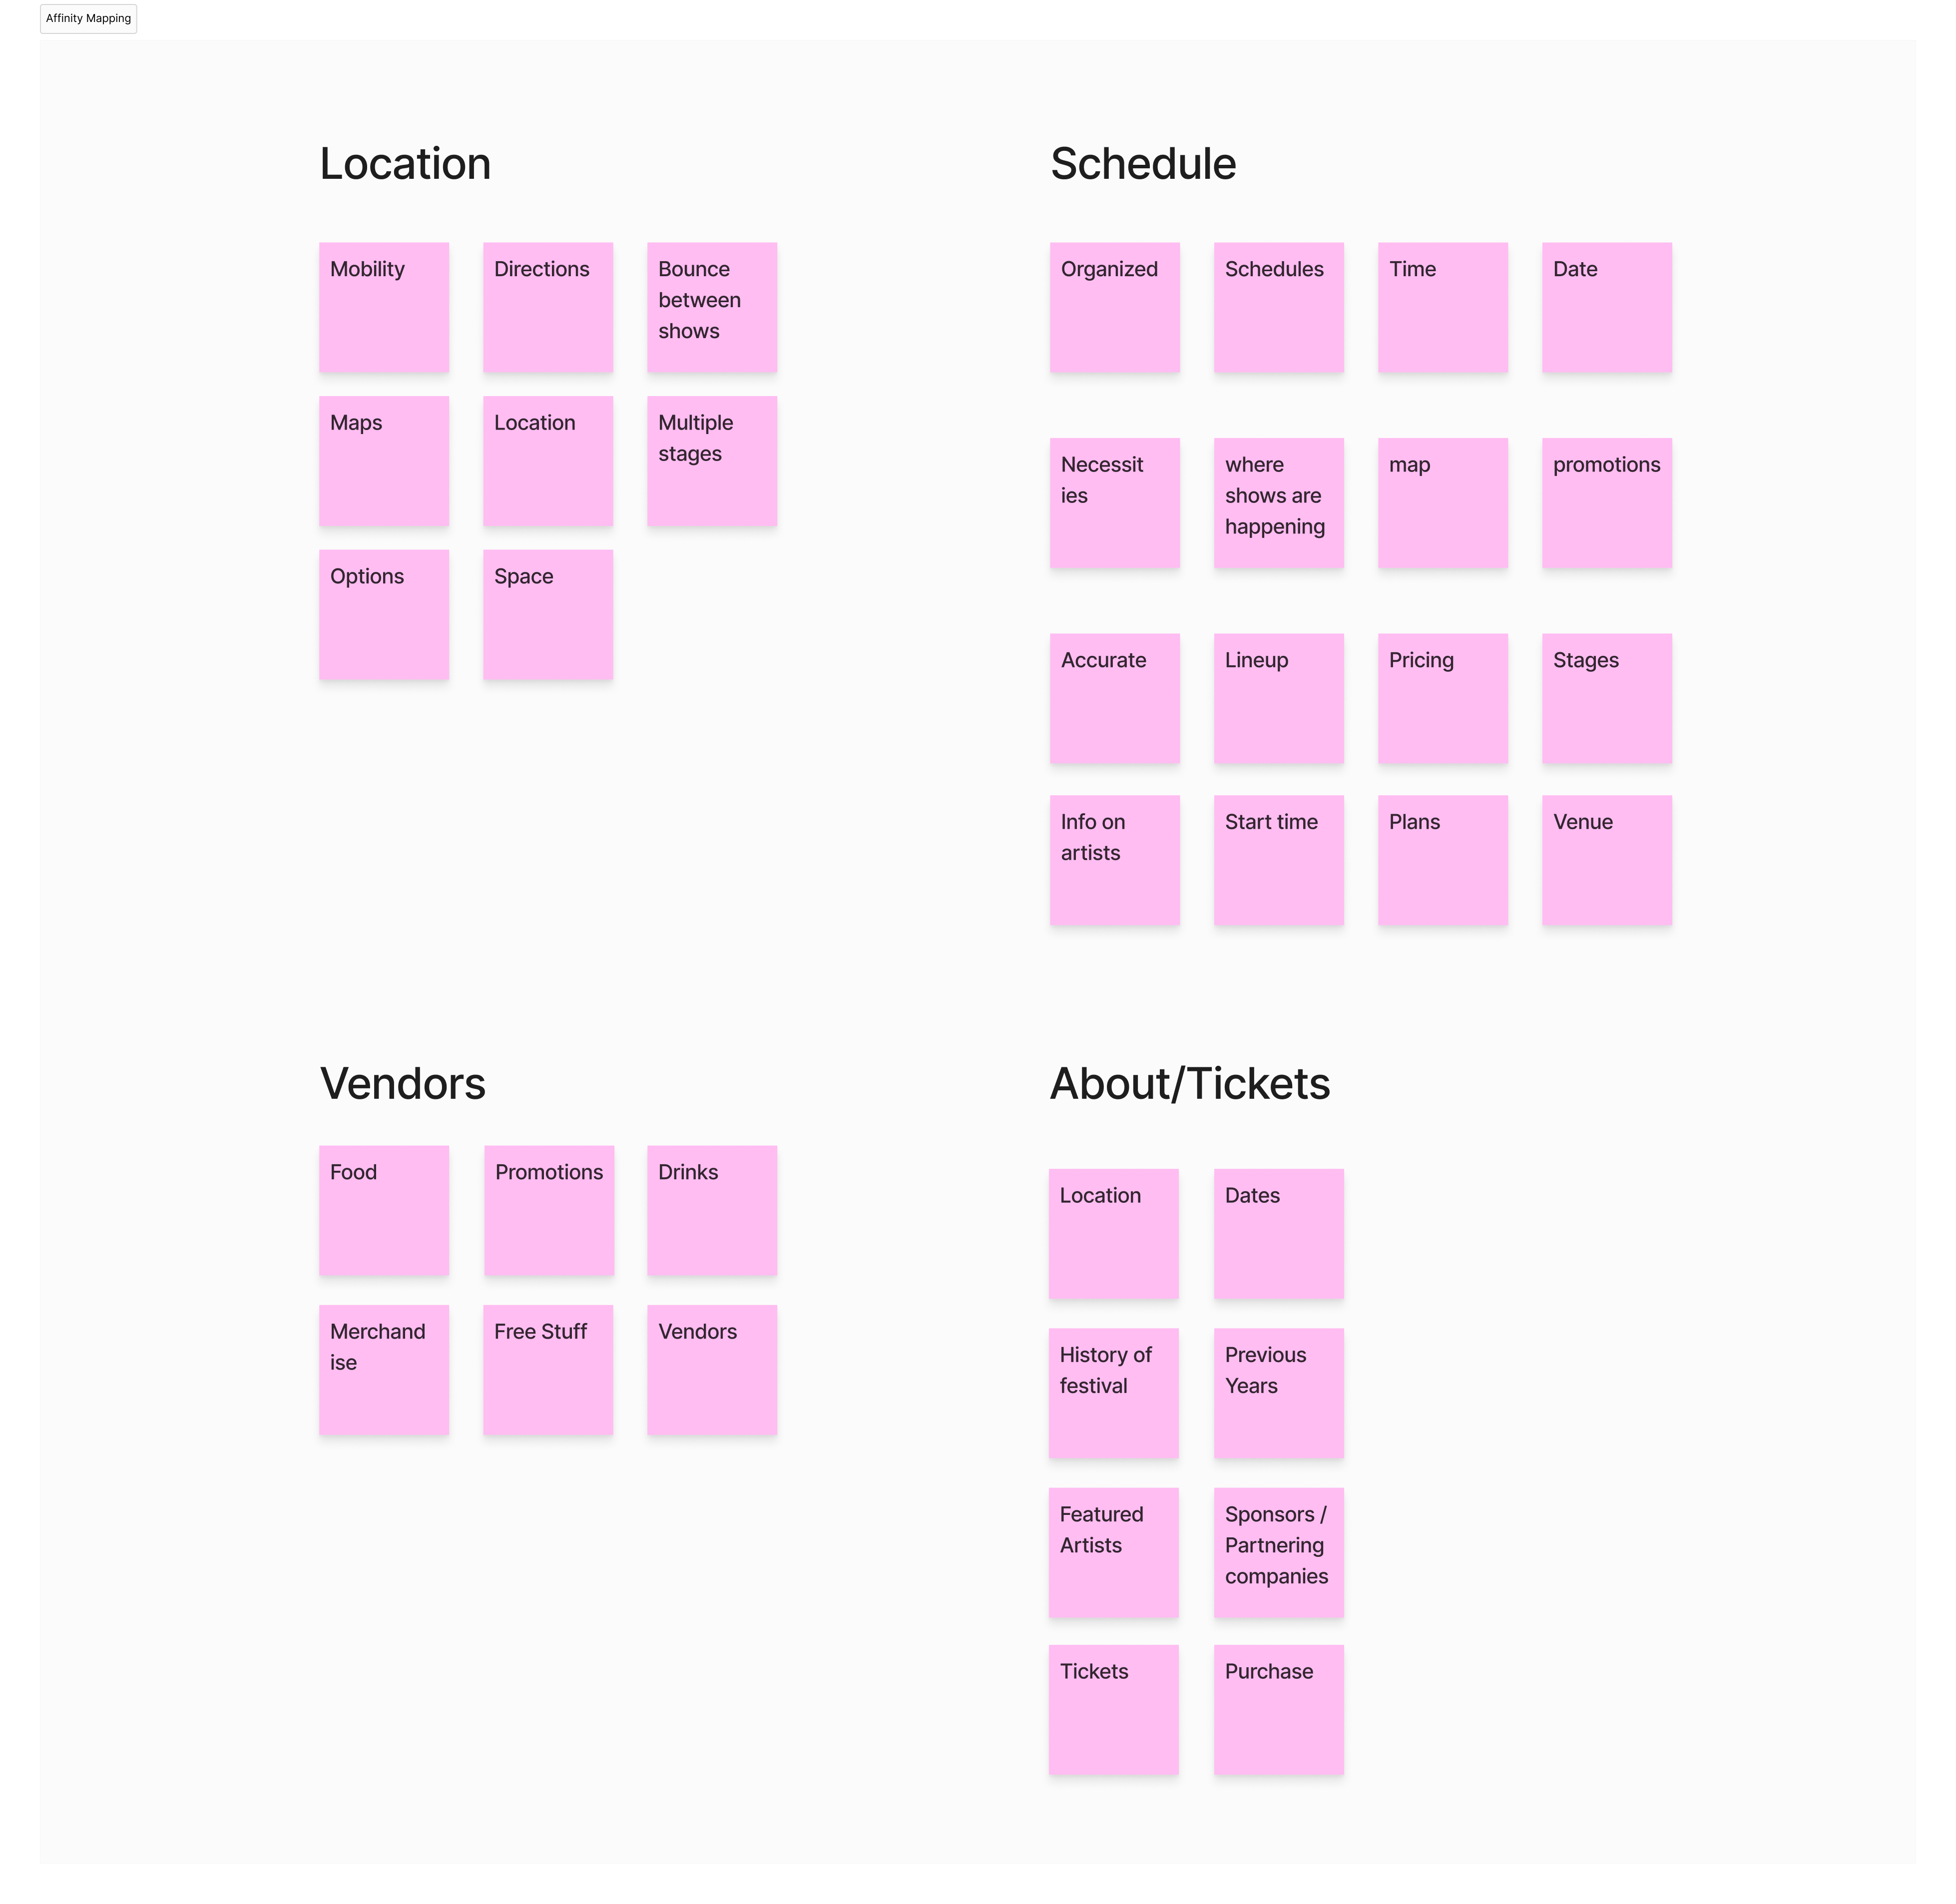 Affinity Mapping
Location
Mobility
Directions
Bounce
between
shows
Maps
Location
Multiple
stages
Options
Space
Schedule
Organized
Schedules
Time
Date
Necessit
ies
where
shows are
happening
map
promotions
Accurate
Lineup
Pricing
Stages
Info on
artists
Start time
Plans
Venue
Vendors
Food
Promotions
Drinks
Merchand
ise
Free Stuff
Vendors
About/Tickets
Location
Dates
History of
festival
Previous
Years
Featured
Artists
Sponsors /
Partnering
companies
Tickets
Purchase